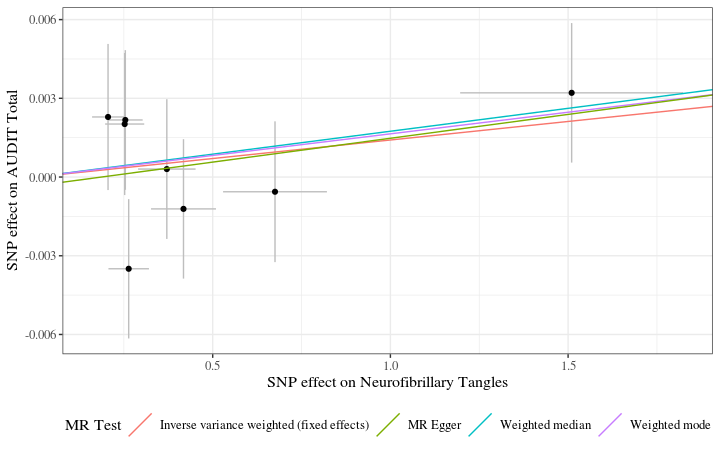 SNP effect on AUDIT Total
0.006
0.003
0.000
-0.003
-0.006
0.5 1.0 1.5
SNP effect on Neurofibrillary Tangles
MR Test Inverse variance weighted (fixed effects) MR Egger Weighted median Weighted mode